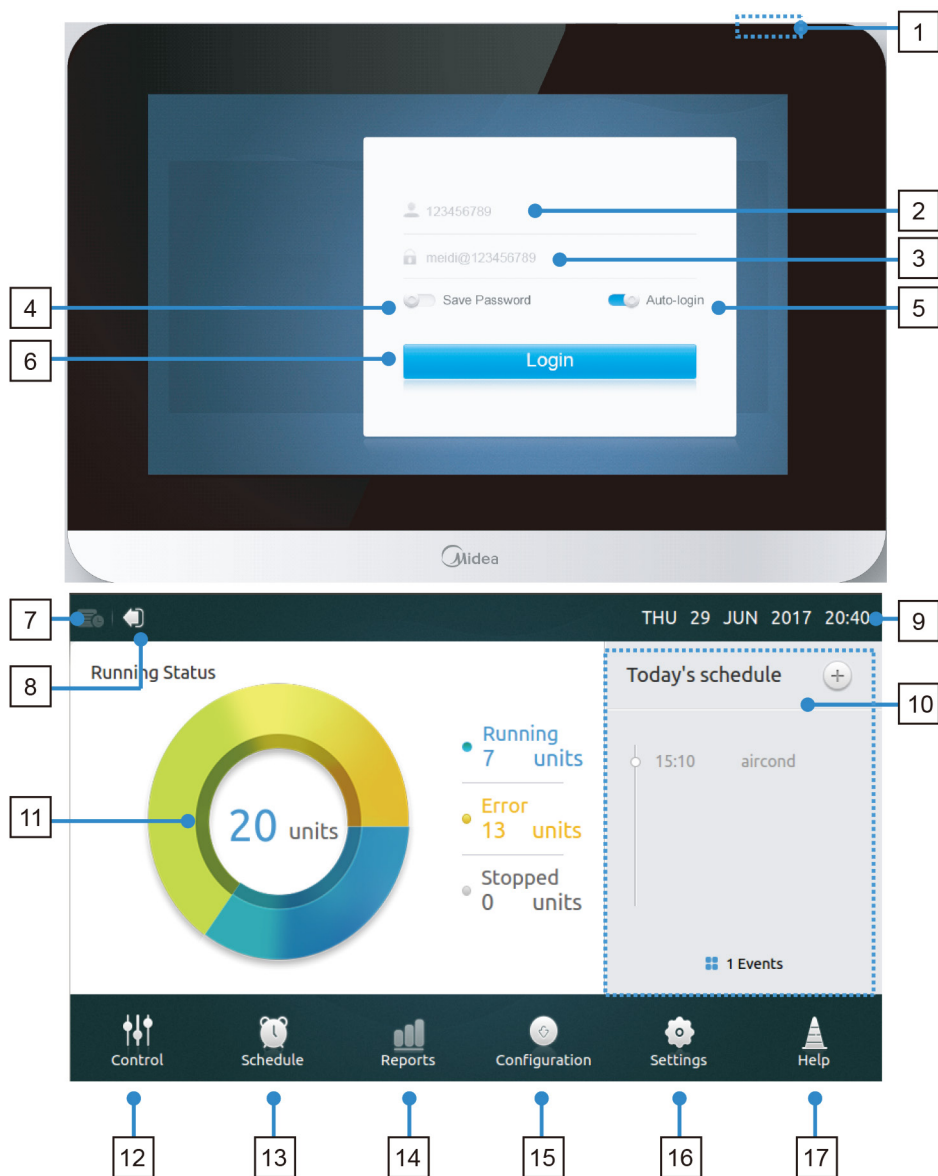 1
123456789
2
meidi@123456789
3
4
Save Password
Auto-login
5
6
Login
Midea
7
THU 29 JUN 2017 20:40
9
8
Running Status
Today's schedule
10
Running
7 units
15:10 aircond
11
20 units
Error
13 units
Stopped
0 units
1 Events
Control
Schedule
Reports
Configuration
Settings
Help
12
13
14
15
16
17